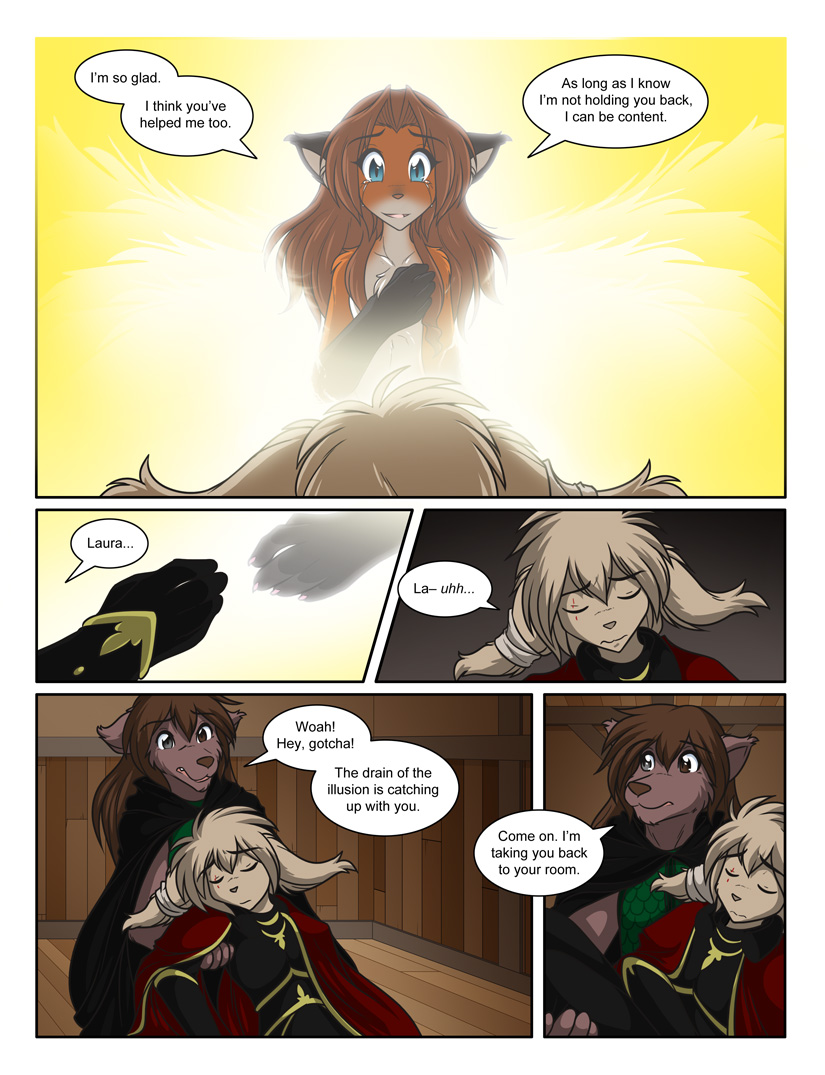 I'm so glad.
I think you've
helped me too.
As long as I know
I'm not holding you back,
I can be content.
Laura...
La– uhh...
Woah!
Hey, gotcha!
The drain of the
illusion is catching
up with you.
Come on. I'm
taking you back
to your room.